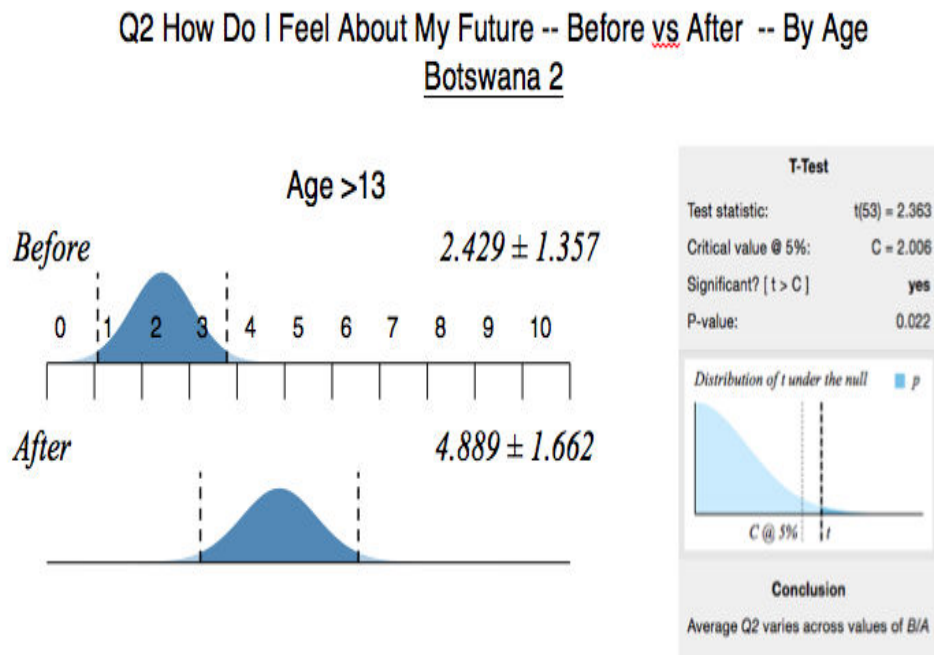 Q2 How Do I Feel About My Future -- Before vs After -- By Age
Botswana 2
Age >13
Before
2.429 ± 1.357
0 1 2 3 4 5 6 7 8 9 10
After
4.889 ± 1.662
T-Test
Test statistic: t(53) = 2.363
Critical value @ 5%: C = 2.006
Significant? [ t > C ] yes
P-value: 0.022
Distribution of t under the null p
C @ 5% t
Conclusion
Average Q2 varies across values of B/A